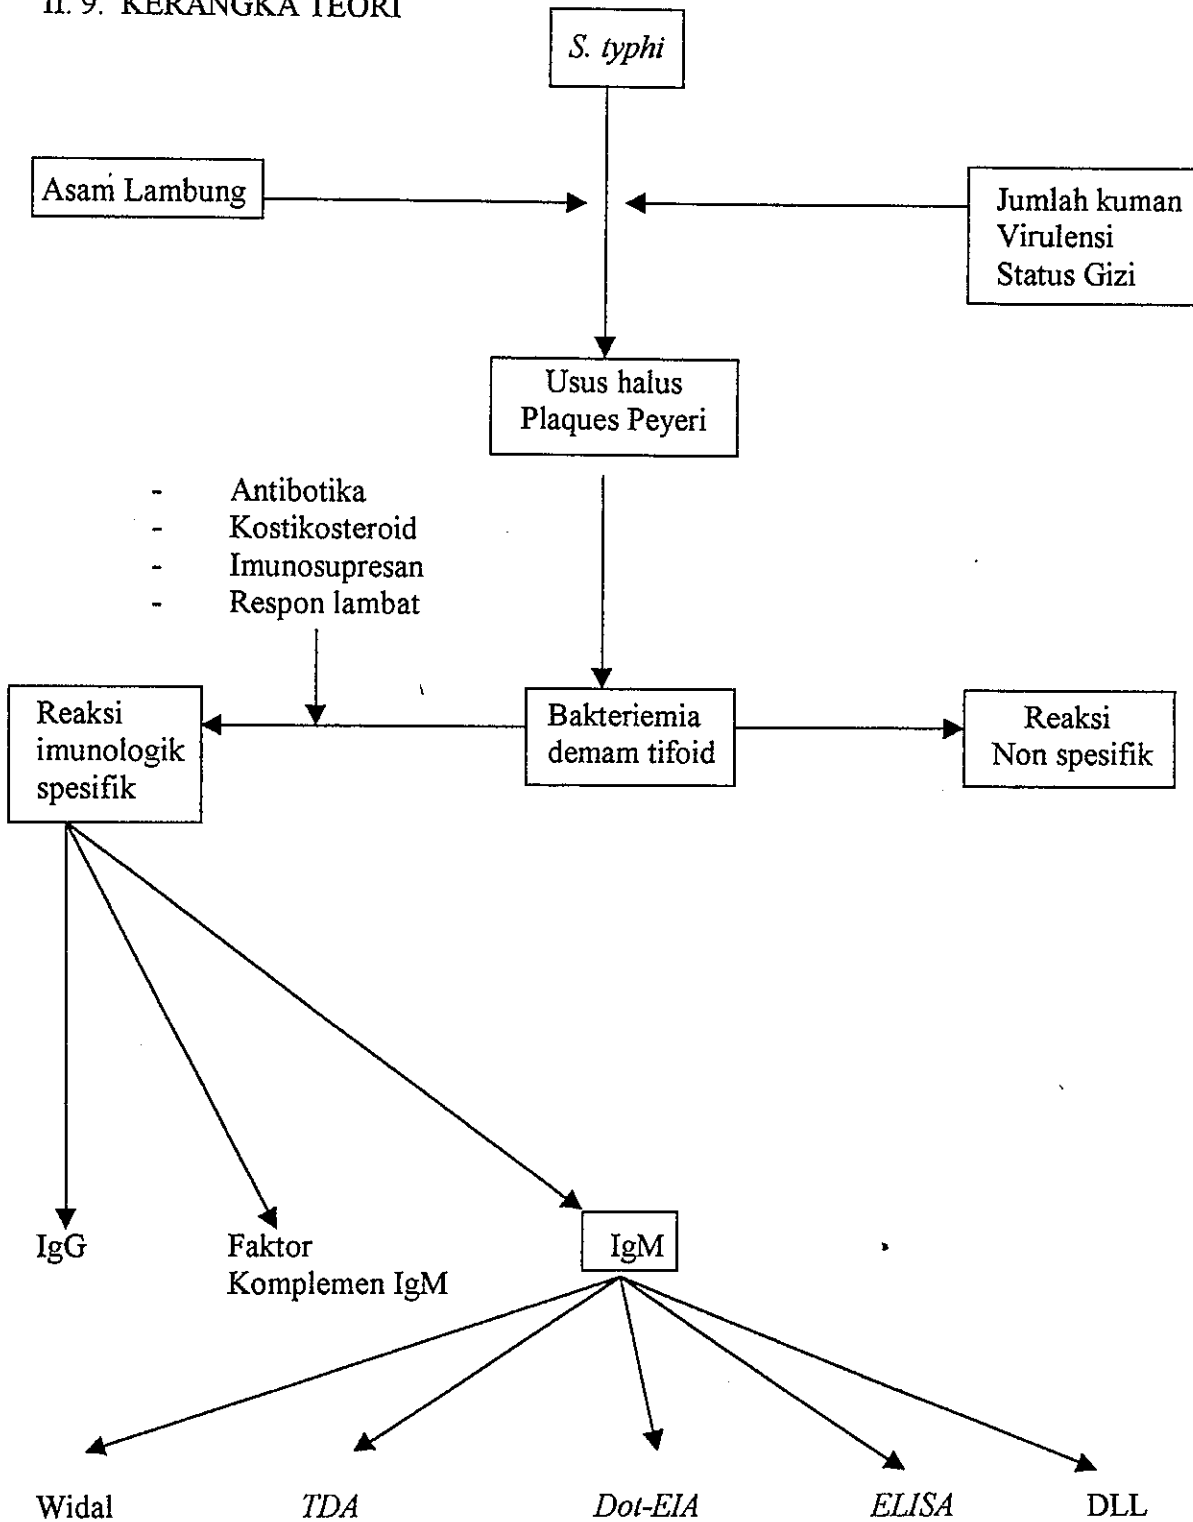 II. 9. KERANGKA TEORI
S. typhi
Asam Lambung
Jumlah kuman
Virulensi
Status Gizi
Usus halus
Plaques Peyeri
- Antibotika
- Kostikosteroid
- Imunosupresan
- Respon lambat
Reaksi
imunologik
spesifik
Bakteriemia
demam tifoid
Reaksi
Non spesifik
IgG
Faktor
Komplemen IgM
IgM
Widal
TDA
Dot-EIA
ELISA
DLL